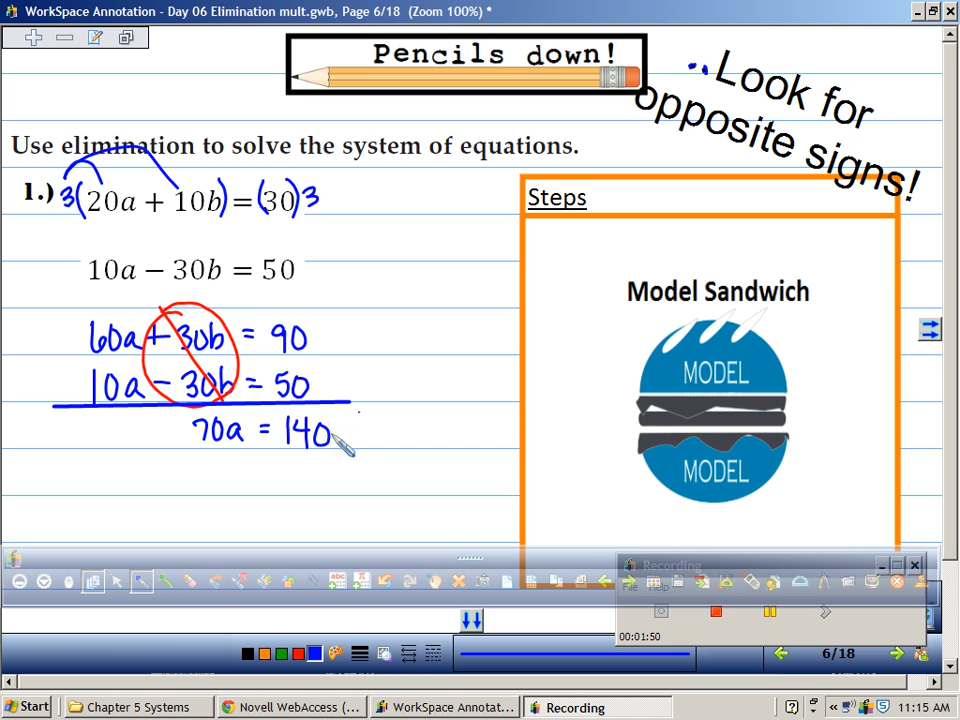 WorkSpace Annotation - Day 06 Elimination mult.gwb, Page 6/18 (Zoom 100%) *
Pencils down!
Look for
opposite signs!
Use elimination to solve the system of equations.
1.) 3(20a + 10b) = (30)3
10a − 30b = 50
60a + 30b = 90
10a − 30b = 50
70a = 140
Steps
Model Sandwich
MODEL
MODEL
Recording
File Help
00:01:50
6/18
Start
Chapter 5 Systems
Novell WebAccess (...
WorkSpace Annotat...
Recording
11:15 AM